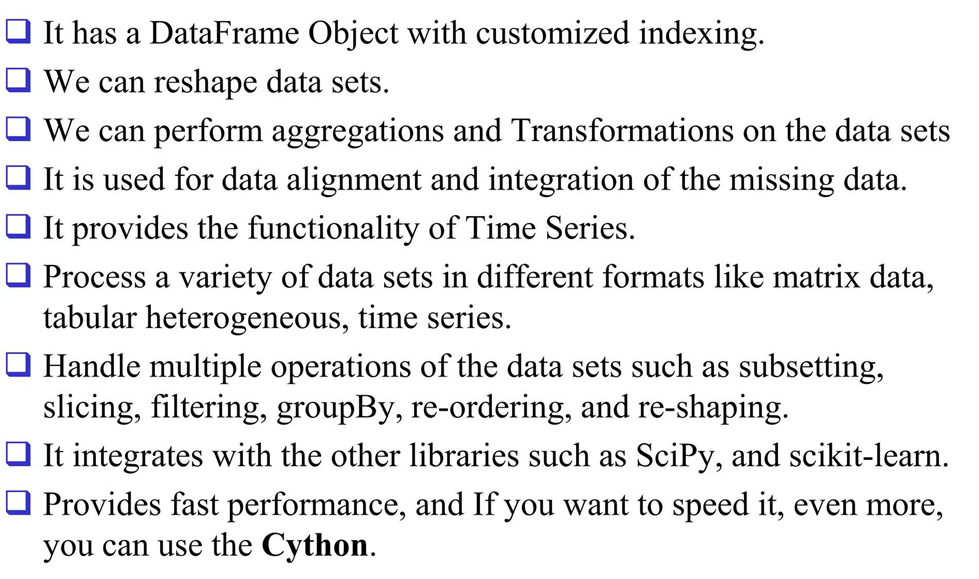 It has a DataFrame Object with customized indexing.
We can reshape data sets.
We can perform aggregations and Transformations on the data sets
It is used for data alignment and integration of the missing data.
It provides the functionality of Time Series.
Process a variety of data sets in different formats like matrix data,
tabular heterogeneous, time series.
Handle multiple operations of the data sets such as subsetting,
slicing, filtering, groupBy, re-ordering, and re-shaping.
It integrates with the other libraries such as SciPy, and scikit-learn.
Provides fast performance, and If you want to speed it, even more,
you can use the Cython.